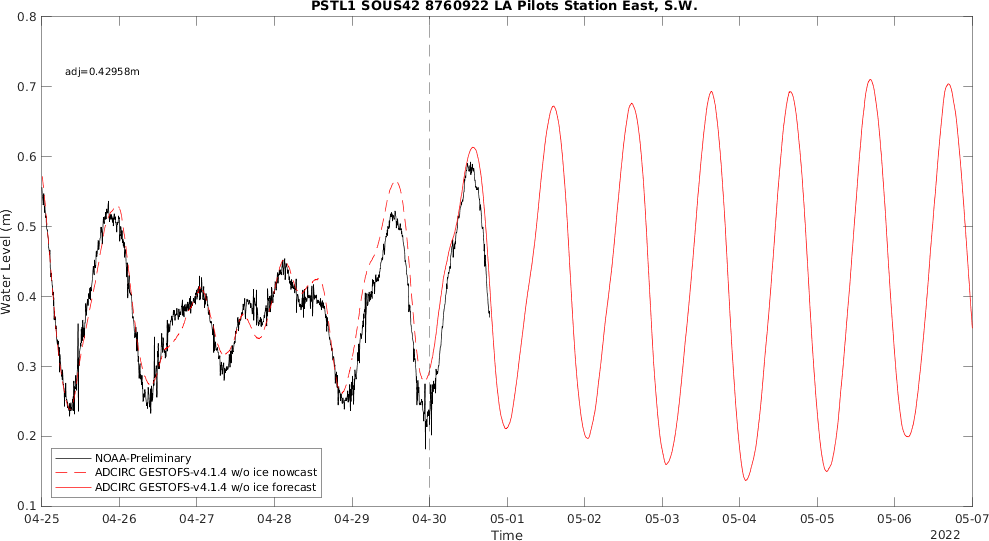 PSTL1 SOUS42 8760922 LA Pilots Station East, S.W.
0.8
adj=0.42958m
0.7
0.6
0.5
Water Level (m)
0.4
0.3
0.2
NOAA-Preliminary
ADCIRC GESTOFS-v4.1.4 w/o ice nowcast
ADCIRC GESTOFS-v4.1.4 w/o ice forecast
0.1
04-25 04-26 04-27 04-28 04-29 04-30 05-01 05-02 05-03 05-04 05-05 05-06 05-07
Time
2022